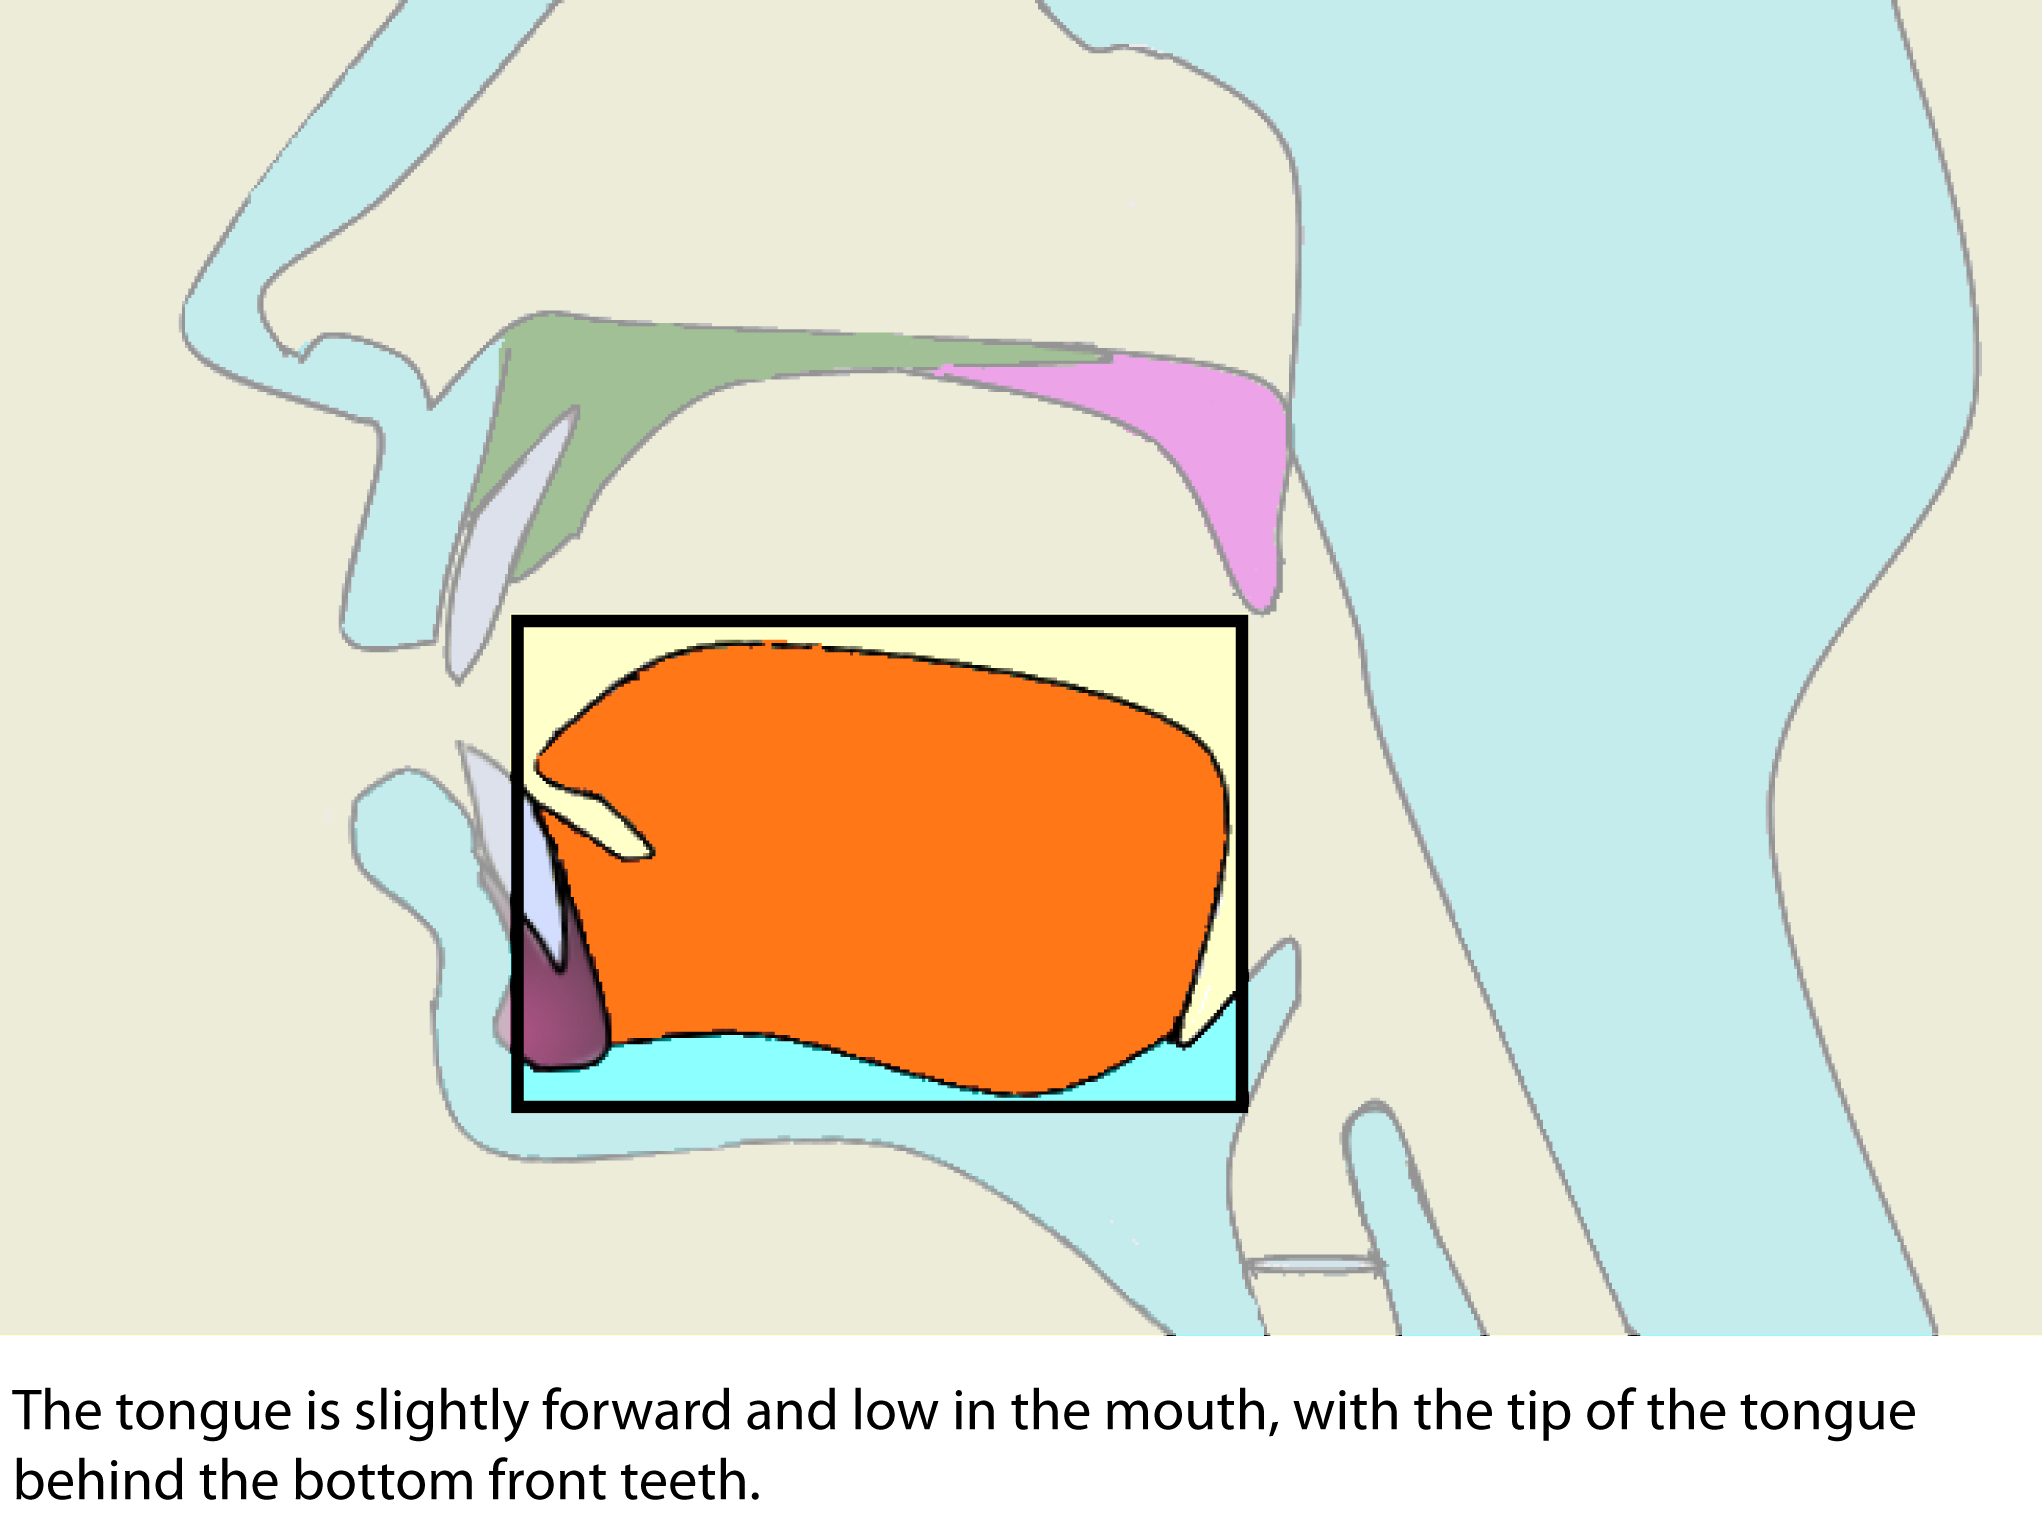 The tongue is slightly forward and low in the mouth, with the tip of the tongue
behind the bottom front teeth.